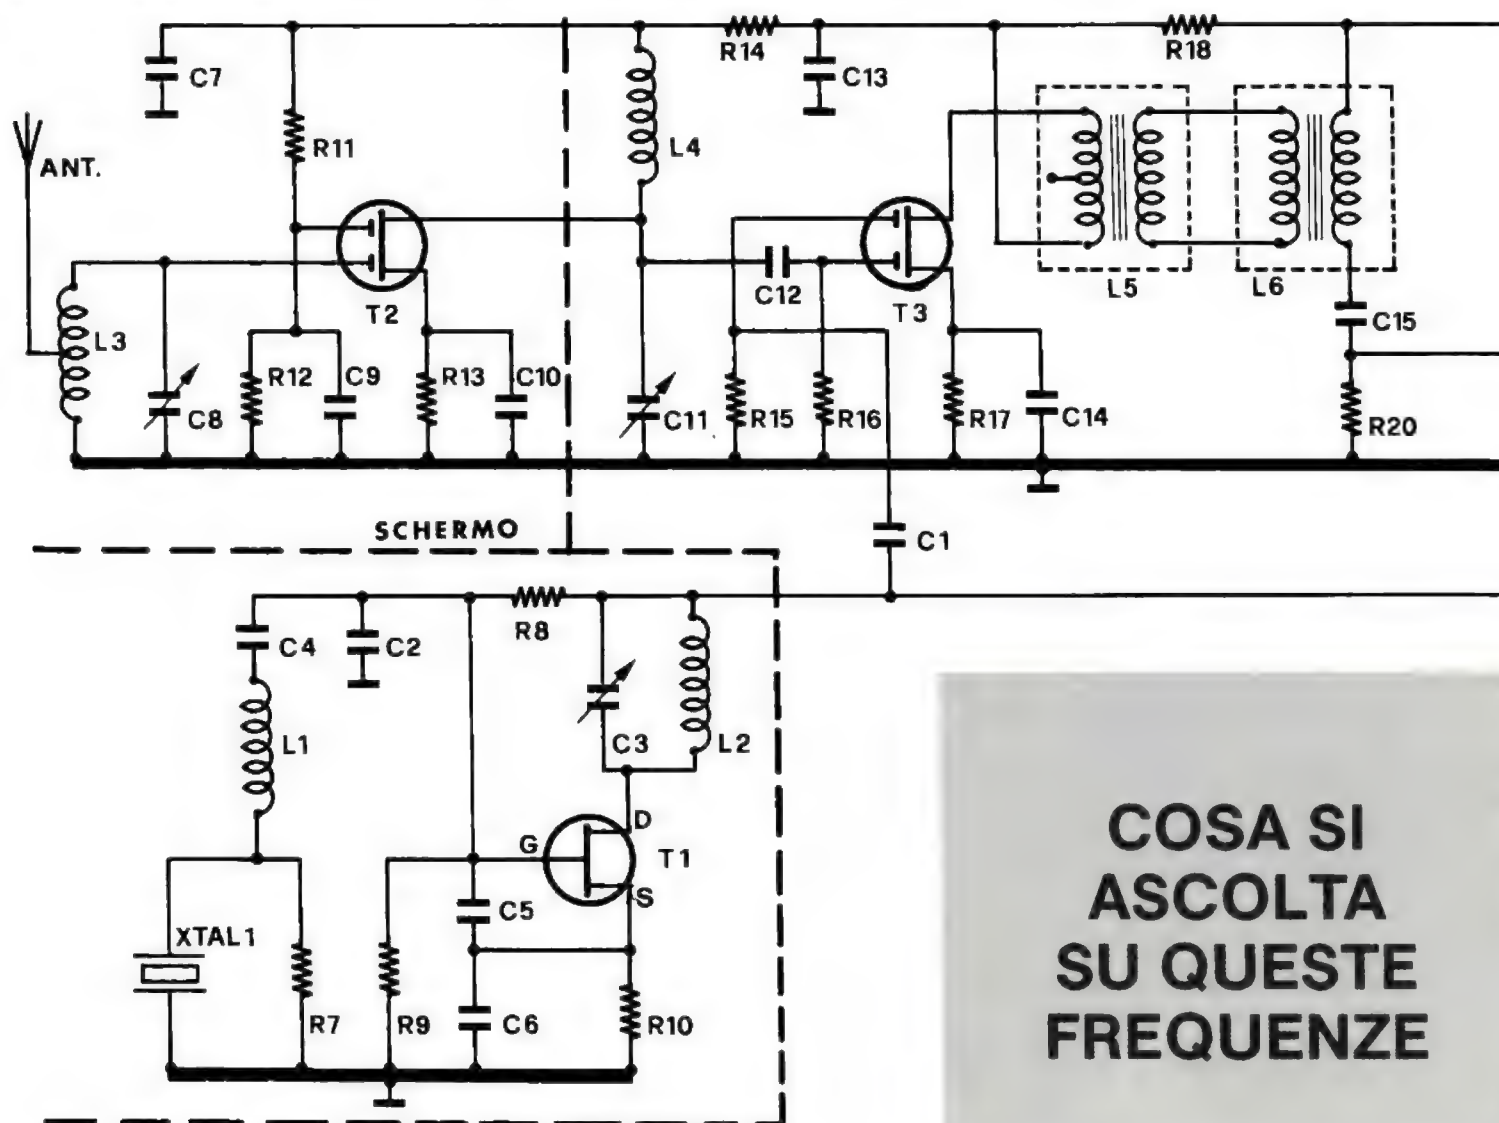 R14
R18
C7
C13
R11
L4
ANT.
T2
C12
T3
L5
L6
L3
C15
R12
C9
R13
C10
C8
C11
R15
R16
R17
C14
R20
SCHERMO
C1
R8
C4
C2
L1
C3
L2
D
G
T1
S
C5
XTAL1
R7
R9
C6
R10
COSA SI
ASCOLTA
SU QUESTE
FREQUENZE